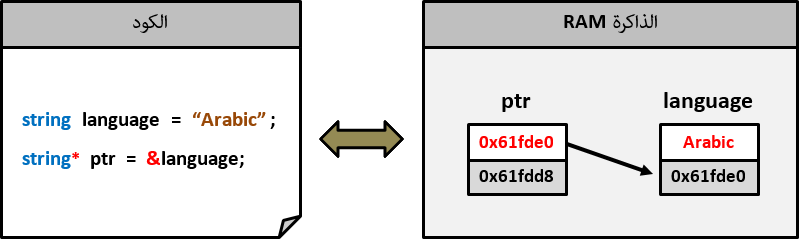 الكود
string language = “Arabic” ;
string* ptr = &language;
الذاكرة RAM
ptr language
0x61fde0 Arabic
0x61fdd8 0x61fde0